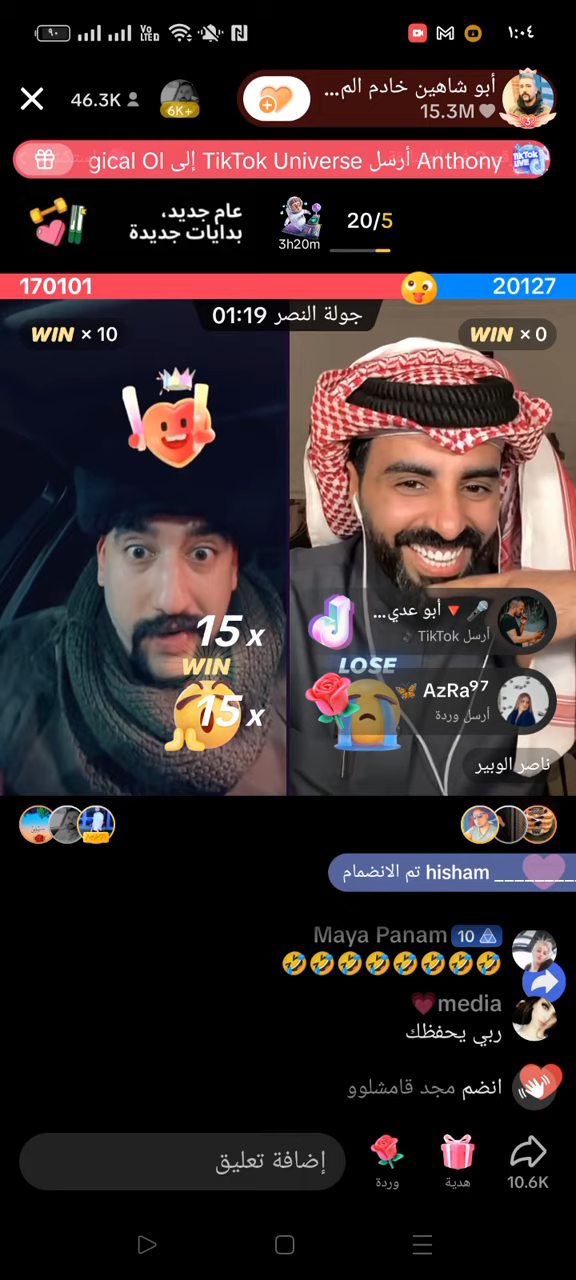 ٩٠
Vo LTED
١:٠٤
46.3K
6K+
أبو شاهين خادم الم...
15.3M
Anthony أرسل TikTok Universe إلى gical Ol
عام جديد،
بدايات جديدة
3h20m
20/5
170101
20127
جولة النصر 01:19
WIN × 10
WIN × 0
15 x
WIN
15 x
LOSE
أبو عدي...
أرسل TikTok
AzRa⁹⁷
أرسل وردة
ناصر الوبير
hisham تم الانضمام
Maya Panam 10
🤣🤣🤣🤣🤣🤣🤣🤣
media
ربي يحفظك
انضم مجد قامشلوو
إضافة تعليق
وردة
هدية
10.6K